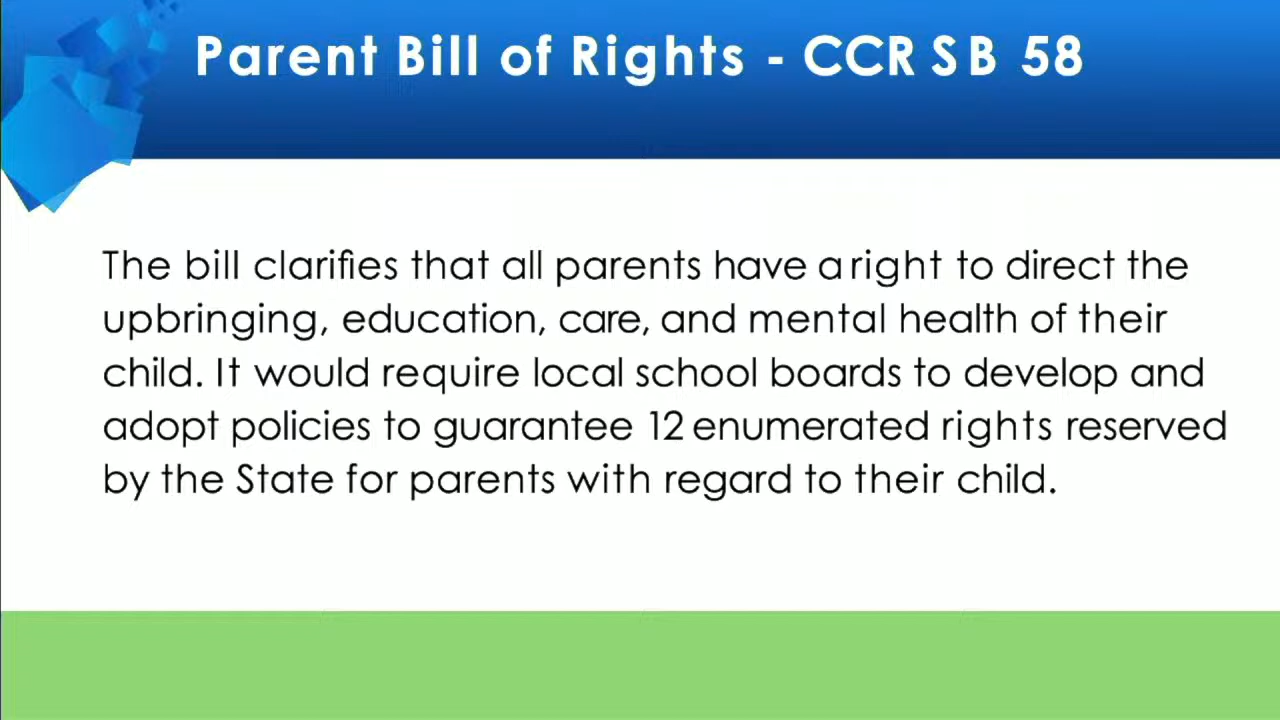 Parent Bill of Rights - CCR SB 58
The bill clarifies that all parents have a right to direct the
upbringing, education, care, and mental health of their
child. It would require local school boards to develop and
adopt policies to guarantee 12 enumerated rights reserved
by the State for parents with regard to their child.